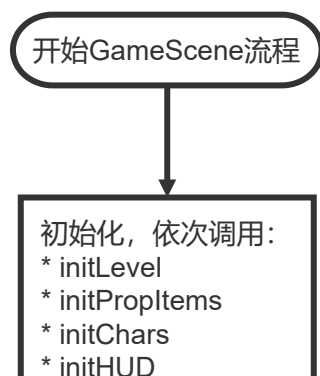 开始GameScene流程
初始化，依次调用：
* initLevel
* initPropItems
* initChars
* initHUD